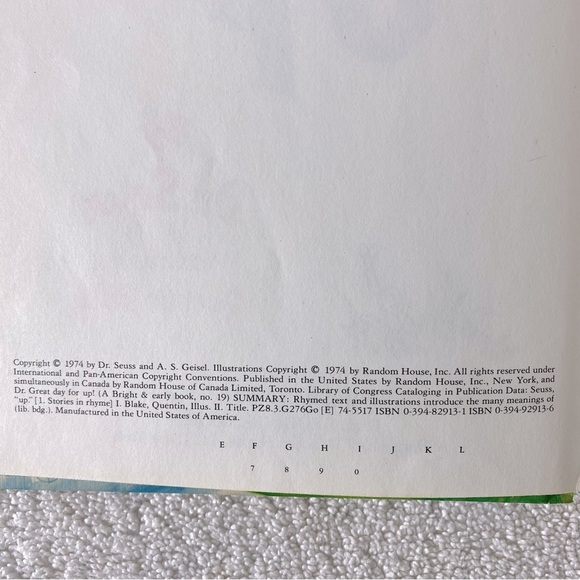 Copyright © 1974 by Dr. Seuss and A. S. Geisel. Illustrations Copyright © 1974 by Random House, Inc. All rights reserved under
International and Pan-American Copyright Conventions. Published in the United States by Random House, Inc., New York, and
simultaneously in Canada by Random House of Canada Limited, Toronto. Library of Congress Cataloging in Publication Data: Seuss,
Dr. Great day for up! (A Bright & early book, no. 19) SUMMARY: Rhymed text and illustrations introduce the many meanings of
"up." [1. Stories in rhyme] I. Blake, Quentin, Illus. II. Title. PZ8.3.G276Go [E] 74-5517 ISBN 0-394-82913-1 ISBN 0-394-92913-6
(lib. bdg.). Manufactured in the United States of America.
E F G H I J K L
7 8 9 0